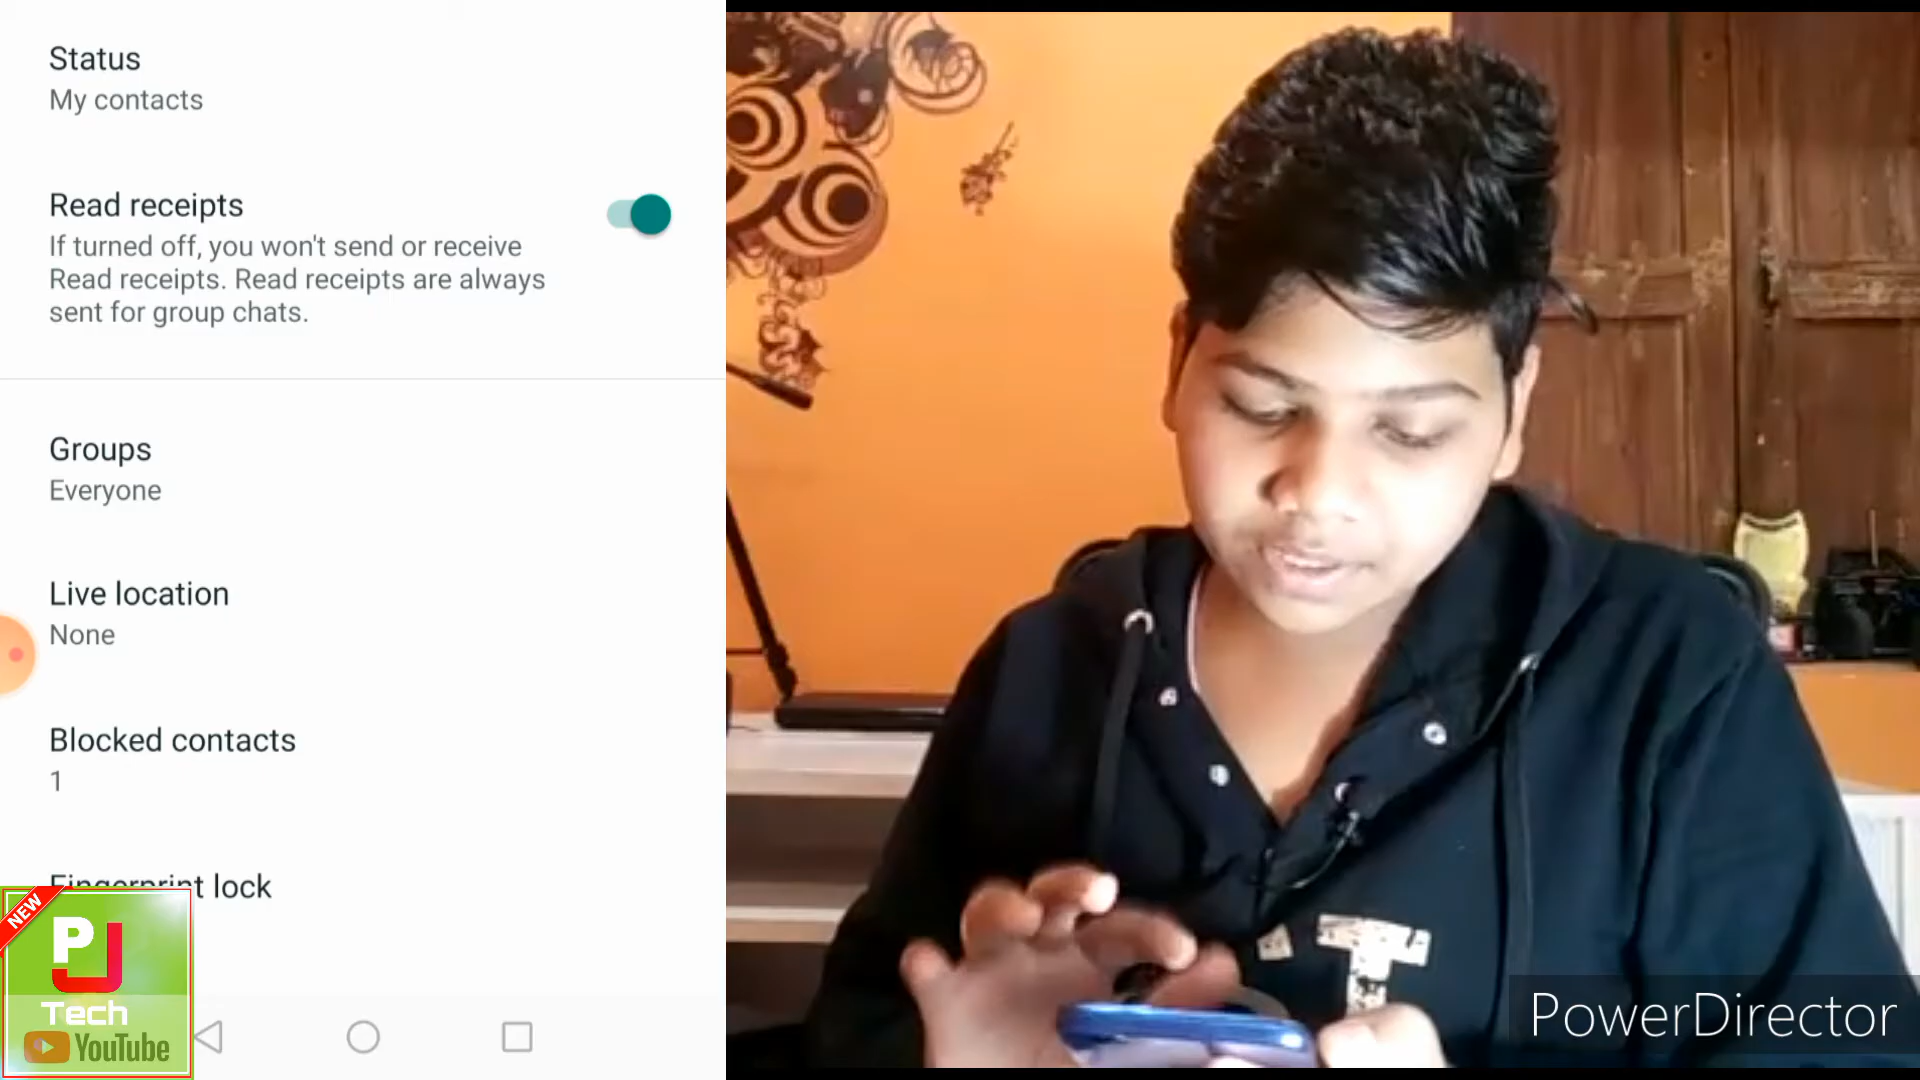 Status
My contacts
Read receipts
If turned off, you won't send or receive
Read receipts. Read receipts are always
sent for group chats.
Groups
Everyone
Live location
None
Blocked contacts
1
Fingerprint lock
NEW
PJ
Tech
YouTube
T
PowerDirector